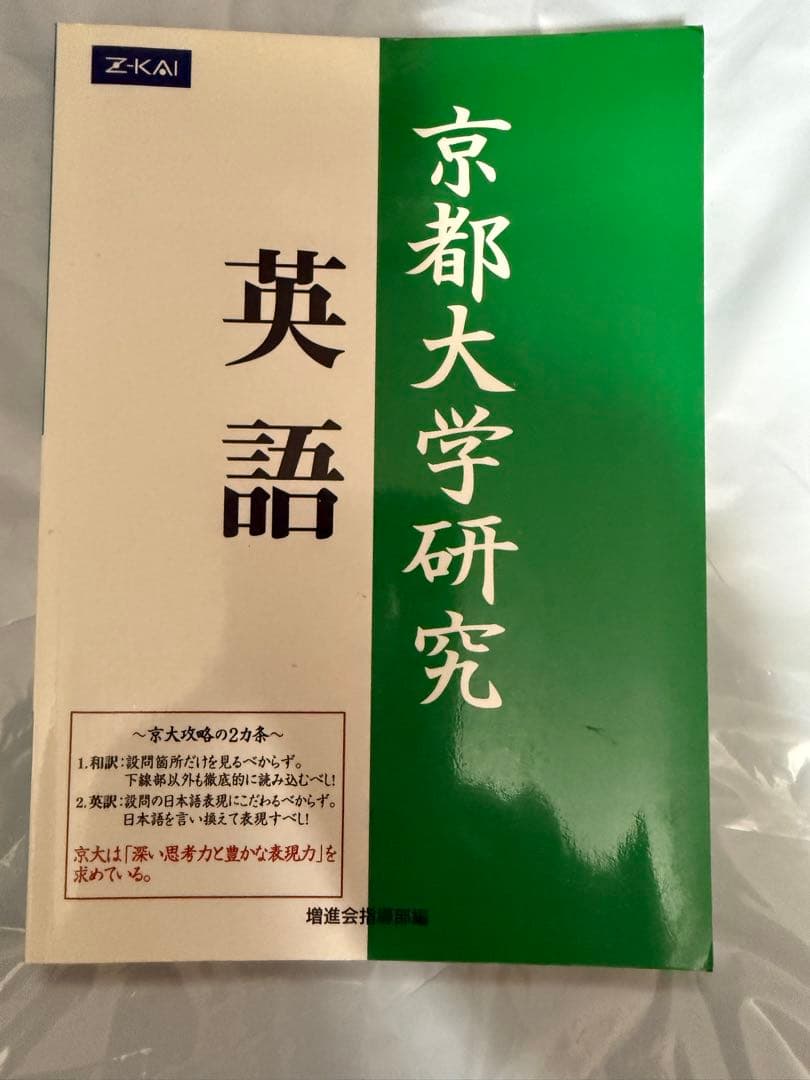 Z-KAI
京都大学研究
英語
～京大攻略の2カ条～
1.和訳：設問箇所だけを見るべからず。
下線部以外も徹底的に読み込むべし!
2.英訳：設問の日本語表現にこだわるべからず。
日本語を言い換えて表現すべし!
京大は「深い思考力と豊かな表現力」を
求めている。
増進会指導部編